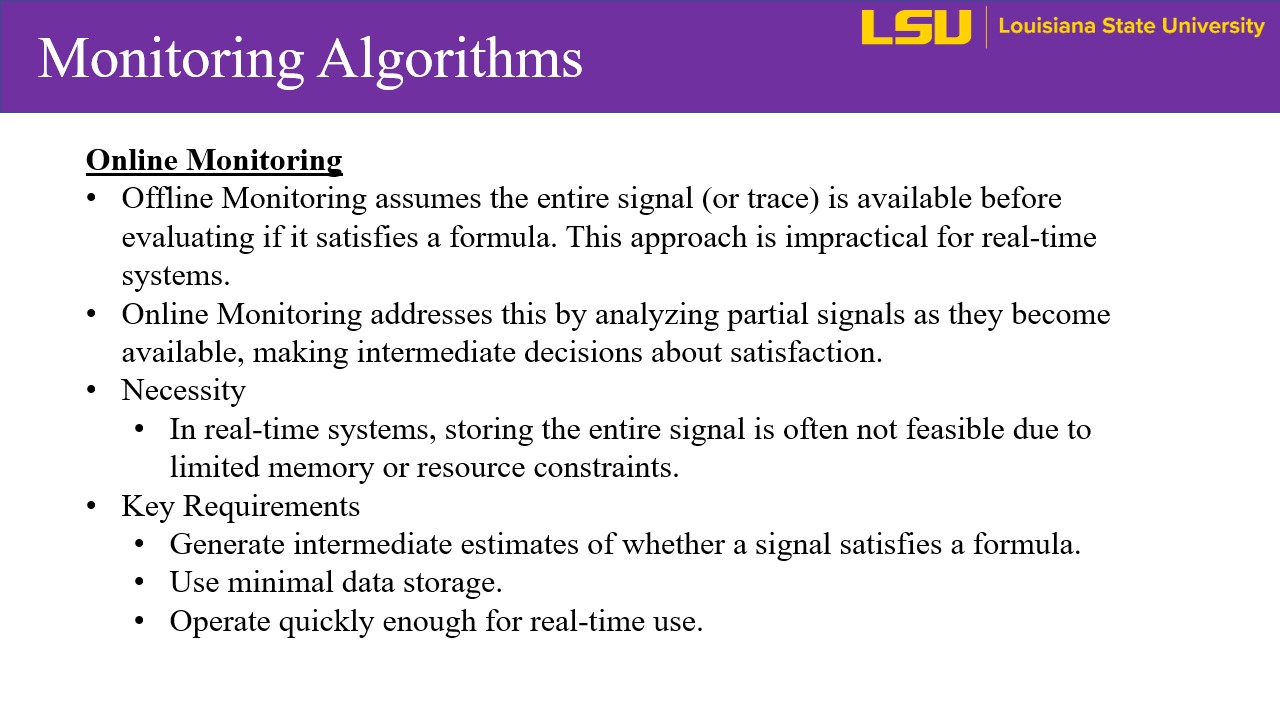 Monitoring Algorithms
LSU Louisiana State University
Online Monitoring
• Offline Monitoring assumes the entire signal (or trace) is available before
evaluating if it satisfies a formula. This approach is impractical for real-time
systems.
• Online Monitoring addresses this by analyzing partial signals as they become
available, making intermediate decisions about satisfaction.
• Necessity
• In real-time systems, storing the entire signal is often not feasible due to
limited memory or resource constraints.
• Key Requirements
• Generate intermediate estimates of whether a signal satisfies a formula.
• Use minimal data storage.
• Operate quickly enough for real-time use.